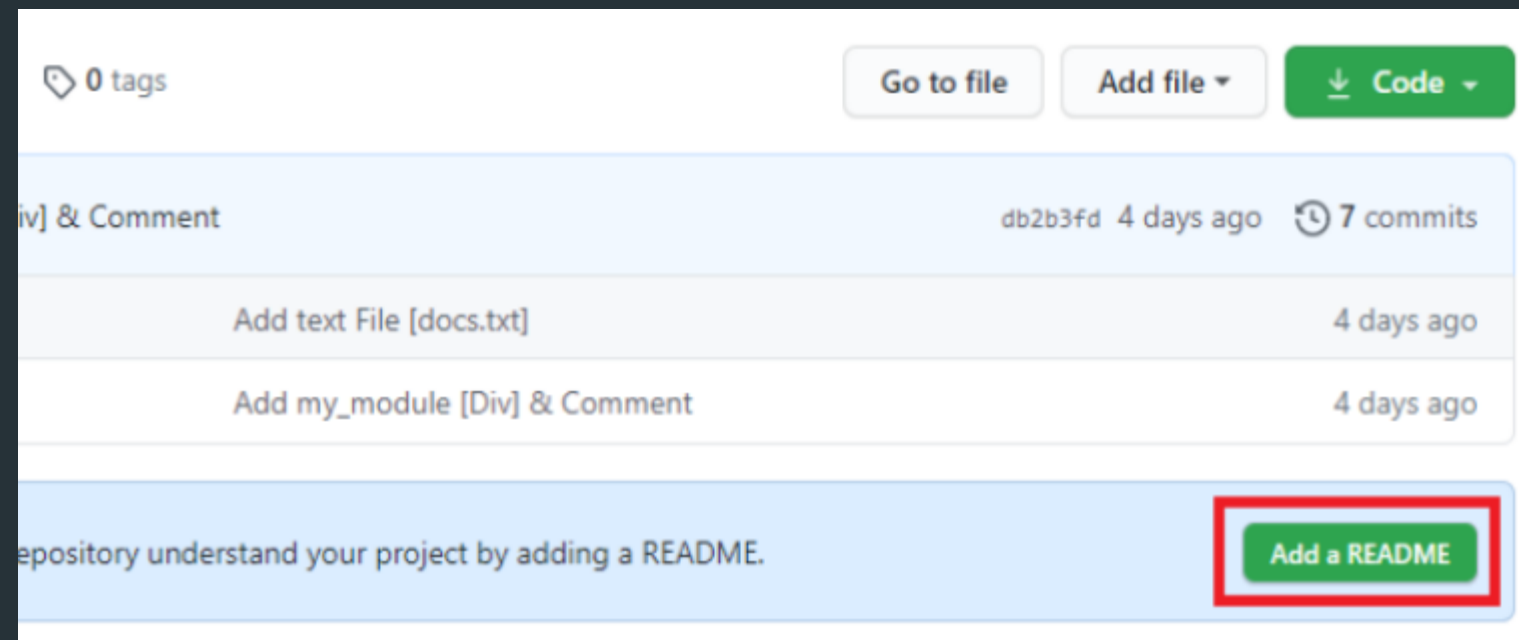 0 tags Go to file Add file Code
iv] & Comment db2b3fd 4 days ago 7 commits
Add text File [docs.txt] 4 days ago
Add my_module [Div] & Comment 4 days ago
epository understand your project by adding a README. Add a README